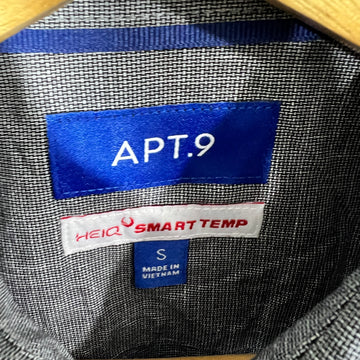 APT.9
HEIQ SMART TEMP
S
MADE IN
VIETNAM